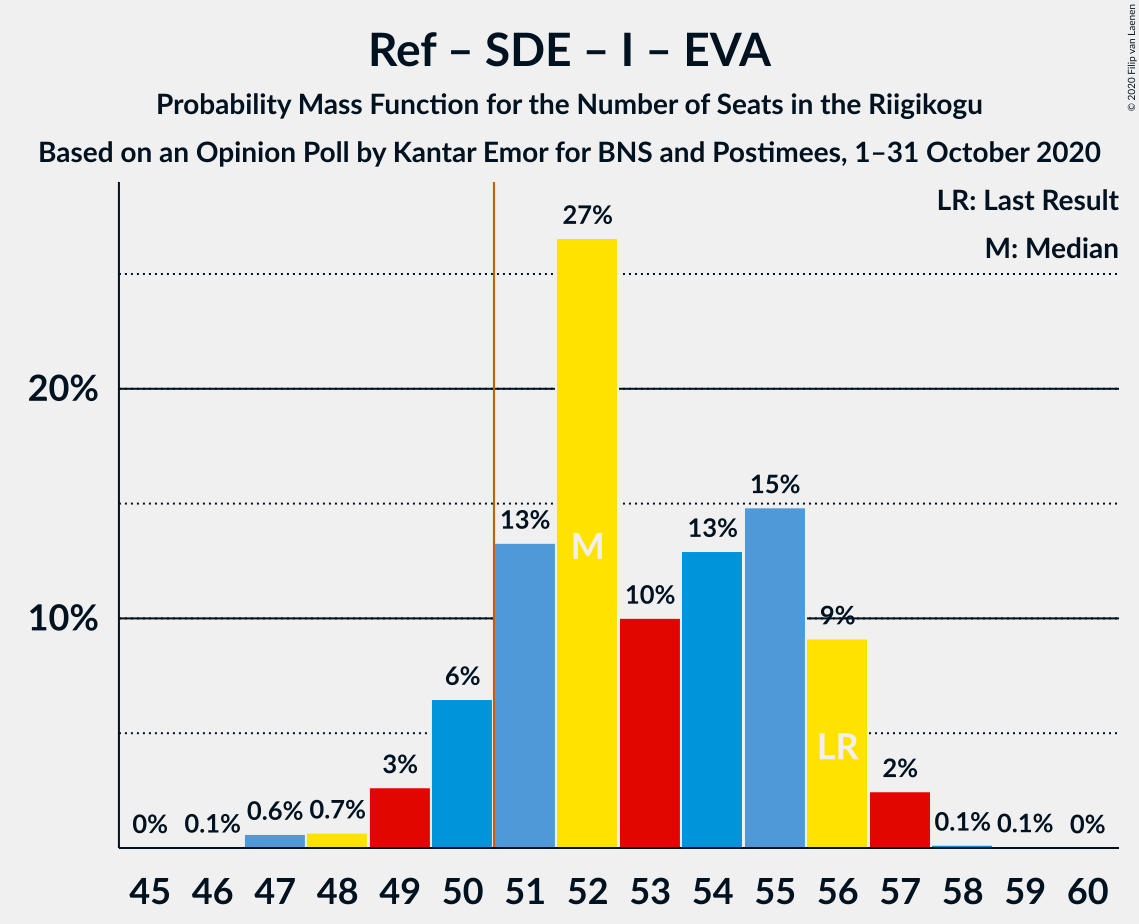 Ref – SDE – I – EVA
Probability Mass Function for the Number of Seats in the Riigikogu
Based on an Opinion Poll by Kantar Emor for BNS and Postimees, 1–31 October 2020
© 2020 Filip van Laenen
LR: Last Result
M: Median
20%
10%
0% 0.1% 0.6% 0.7% 3% 6% 13% 27% 10% 13% 15% 9% 2% 0.1% 0.1% 0%
M
LR
45 46 47 48 49 50 51 52 53 54 55 56 57 58 59 60